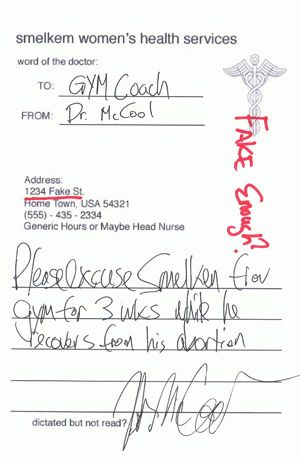 smelkem women's health services
word of the doctor:
TO: GYM Coach
FROM: Dr. McCool
FAKE Enough?
Address:
1234 Fake St.
Home Town, USA 54321
(555) - 435 - 2334
Generic Hours or Maybe Head Nurse
Please excuse Smelken from
gym for 3 wks while he
recovers from his abortion
dictated but not read?